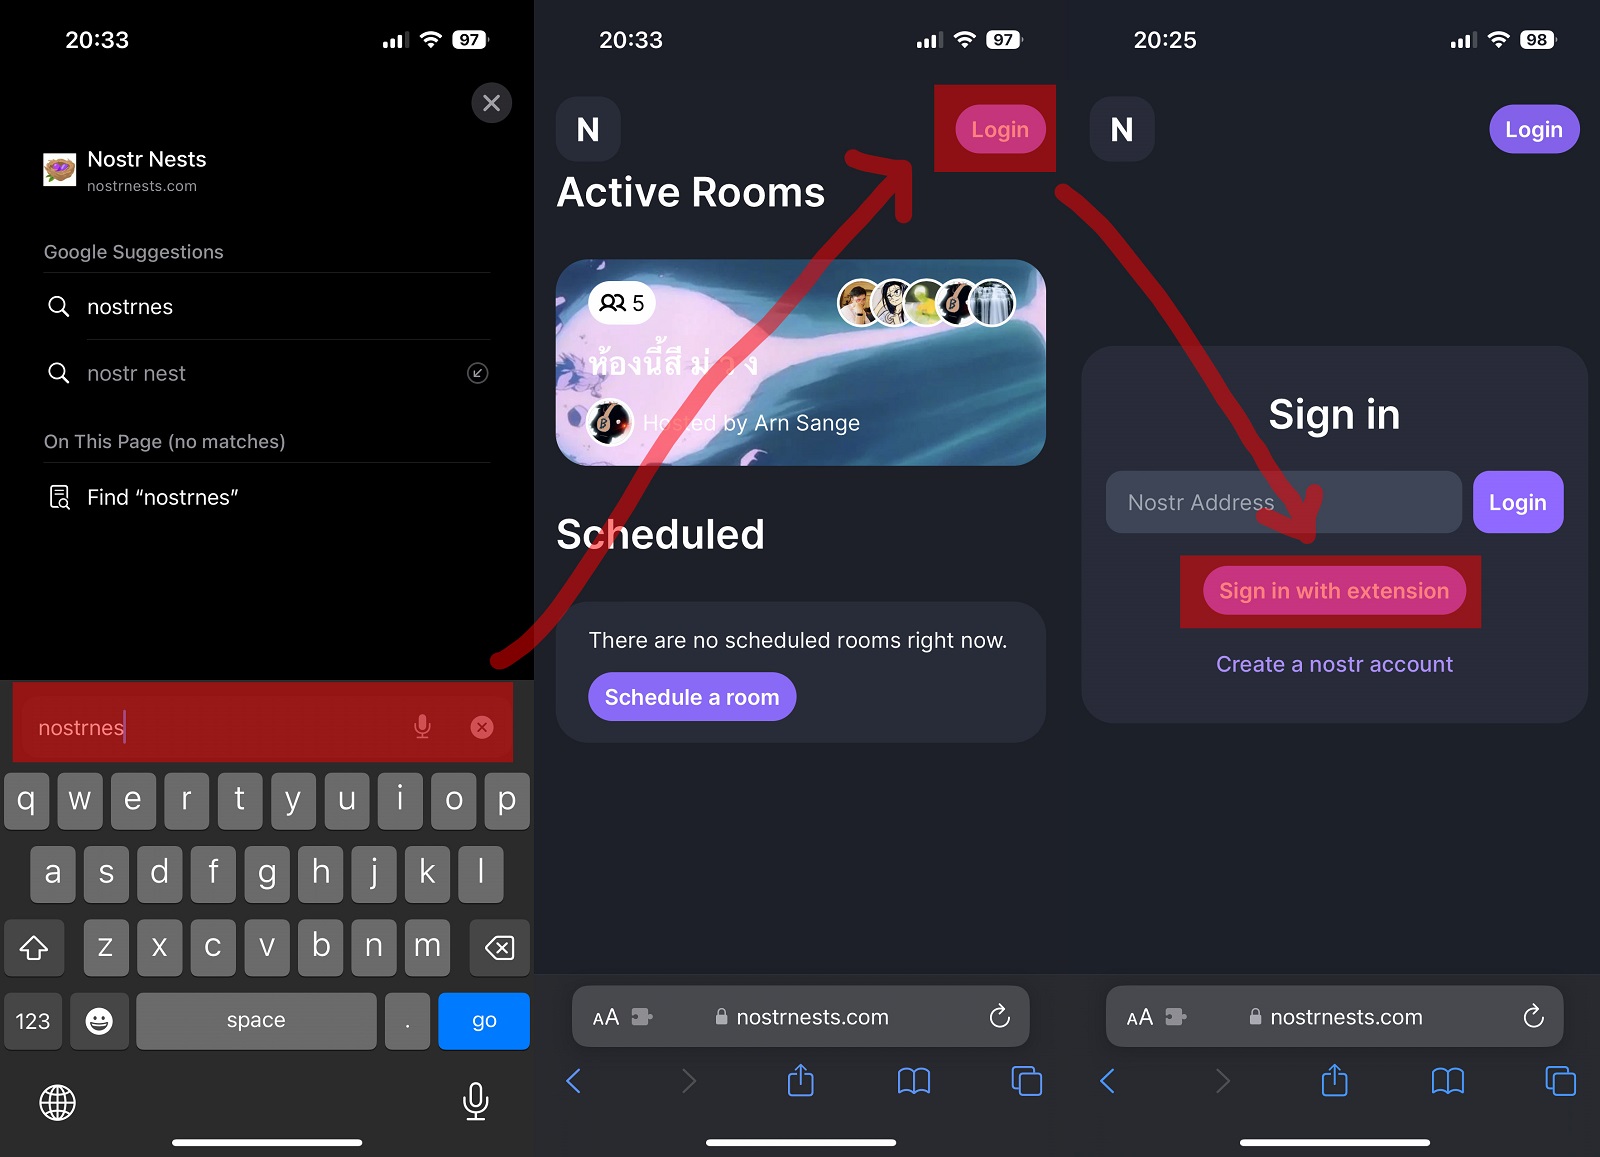 20:33
97
Nostr Nests
nostrnests.com
Google Suggestions
nostrnes
nostr nest
On This Page (no matches)
Find “nostrnes”
nostrnes
q w e r t y u i o p
a s d f g h j k l
z x c v b n m
123
space
.
go
20:33
97
N
Login
Active Rooms
5
ห้องนี้สี ม่ ว ง
Hosted by Arn Sange
Scheduled
There are no scheduled rooms right now.
Schedule a room
AA
nostrnests.com
20:25
98
N
Login
Sign in
Nostr Address
Login
Sign in with extension
Create a nostr account
AA
nostrnests.com